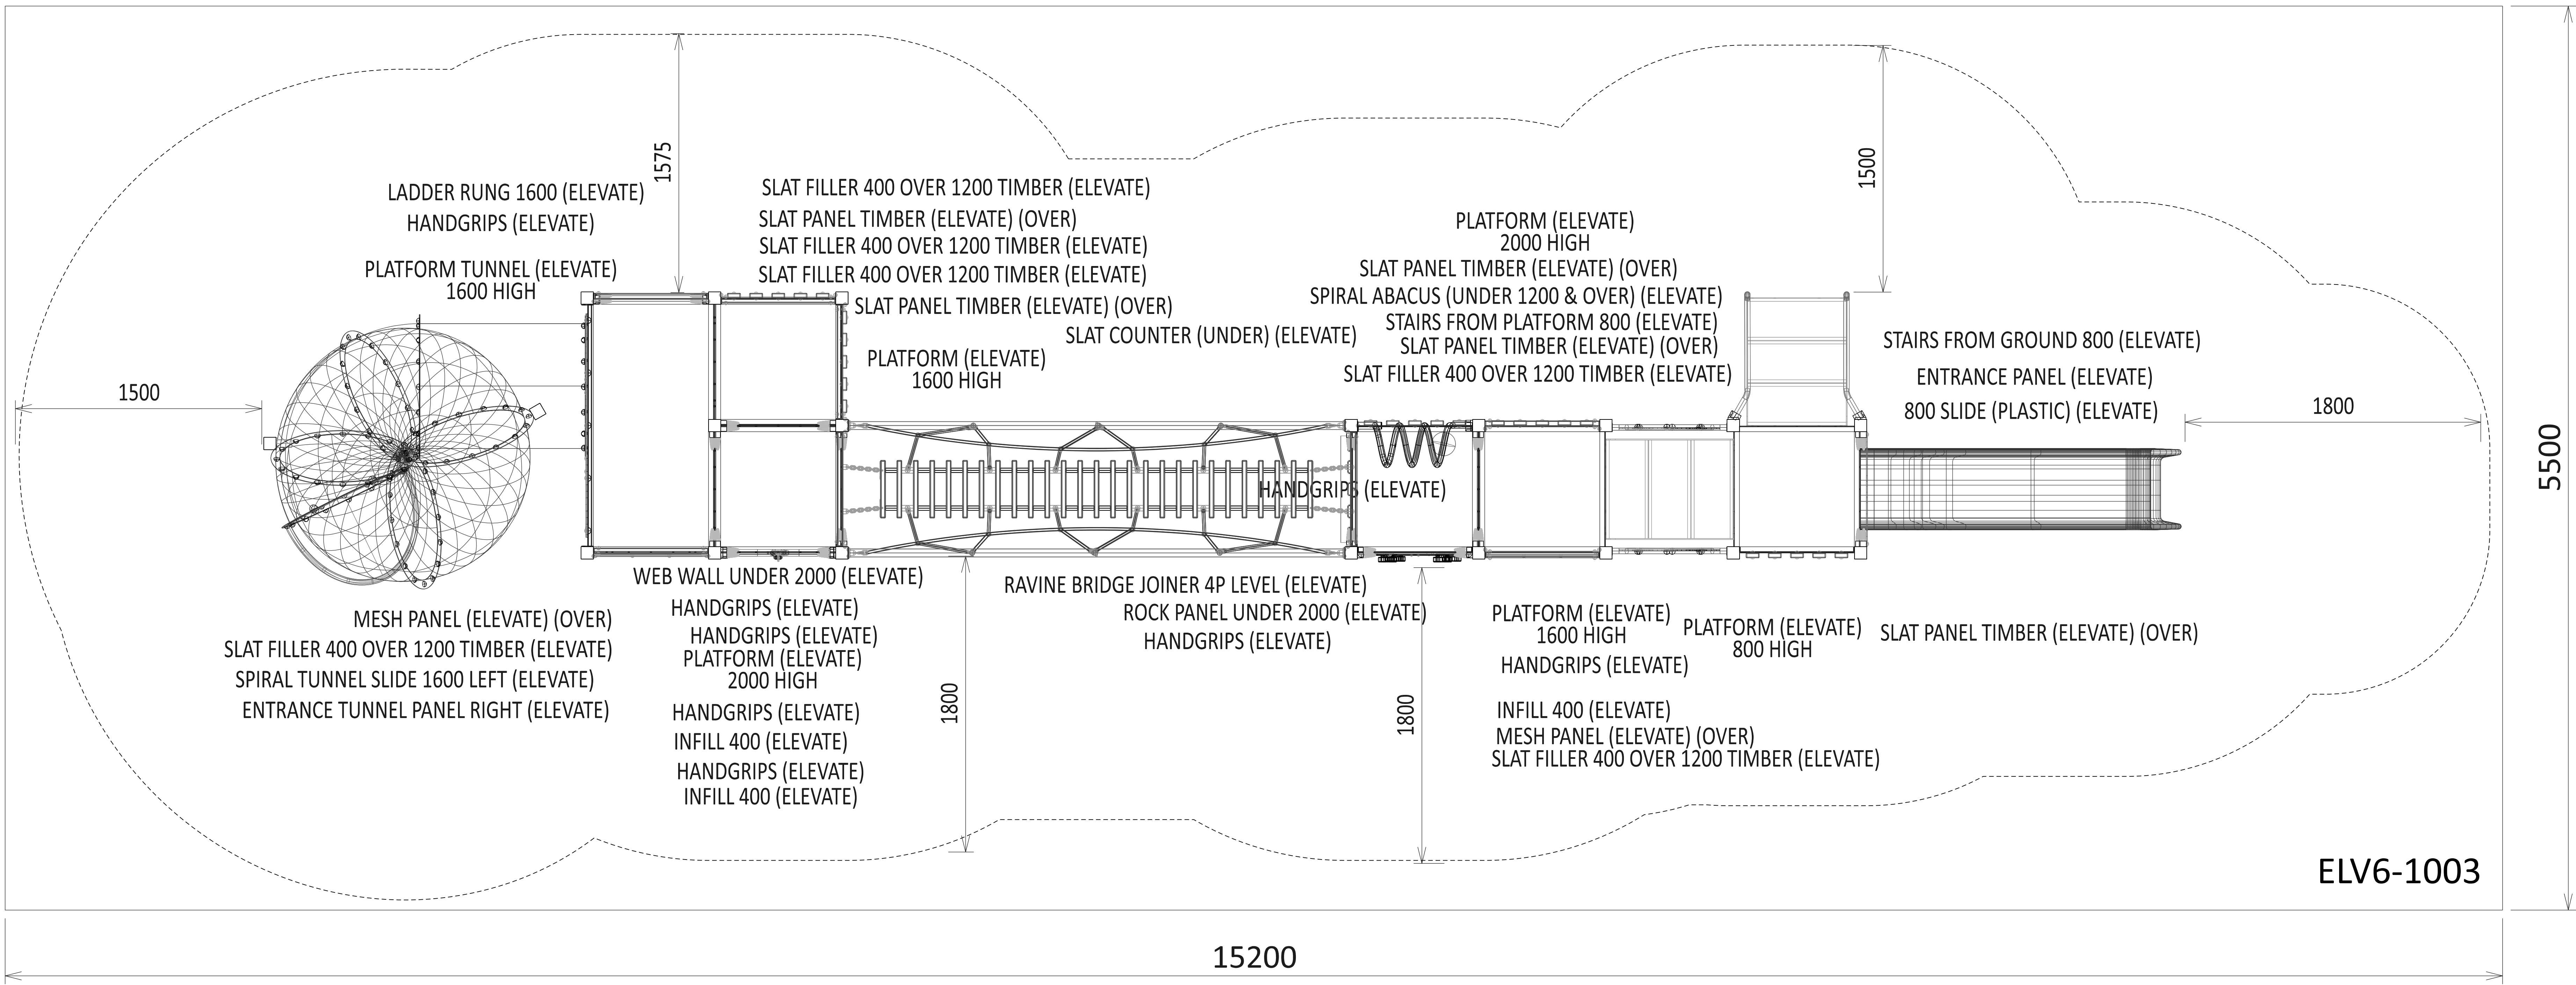 1575
1500
LADDER RUNG 1600 (ELEVATE)
HANDGRIPS (ELEVATE)
PLATFORM TUNNEL (ELEVATE)
1600 HIGH
SLAT FILLER 400 OVER 1200 TIMBER (ELEVATE)
SLAT PANEL TIMBER (ELEVATE) (OVER)
SLAT FILLER 400 OVER 1200 TIMBER (ELEVATE)
SLAT FILLER 400 OVER 1200 TIMBER (ELEVATE)
SLAT PANEL TIMBER (ELEVATE) (OVER)
SLAT COUNTER (UNDER) (ELEVATE)
PLATFORM (ELEVATE)
1600 HIGH
PLATFORM (ELEVATE)
2000 HIGH
SLAT PANEL TIMBER (ELEVATE) (OVER)
SPIRAL ABACUS (UNDER 1200 & OVER) (ELEVATE)
STAIRS FROM PLATFORM 800 (ELEVATE)
SLAT PANEL TIMBER (ELEVATE) (OVER)
SLAT FILLER 400 OVER 1200 TIMBER (ELEVATE)
STAIRS FROM GROUND 800 (ELEVATE)
ENTRANCE PANEL (ELEVATE)
800 SLIDE (PLASTIC) (ELEVATE)
1500
1800
5500
HANDGRIPS (ELEVATE)
MESH PANEL (ELEVATE) (OVER)
SLAT FILLER 400 OVER 1200 TIMBER (ELEVATE)
SPIRAL TUNNEL SLIDE 1600 LEFT (ELEVATE)
ENTRANCE TUNNEL PANEL RIGHT (ELEVATE)
WEB WALL UNDER 2000 (ELEVATE)
HANDGRIPS (ELEVATE)
HANDGRIPS (ELEVATE)
PLATFORM (ELEVATE)
2000 HIGH
HANDGRIPS (ELEVATE)
INFILL 400 (ELEVATE)
HANDGRIPS (ELEVATE)
INFILL 400 (ELEVATE)
1800
RAVINE BRIDGE JOINER 4P LEVEL (ELEVATE)
ROCK PANEL UNDER 2000 (ELEVATE)
HANDGRIPS (ELEVATE)
1800
PLATFORM (ELEVATE)
1600 HIGH
HANDGRIPS (ELEVATE)
INFILL 400 (ELEVATE)
MESH PANEL (ELEVATE) (OVER)
SLAT FILLER 400 OVER 1200 TIMBER (ELEVATE)
PLATFORM (ELEVATE)
800 HIGH
SLAT PANEL TIMBER (ELEVATE) (OVER)
ELV6-1003
15200